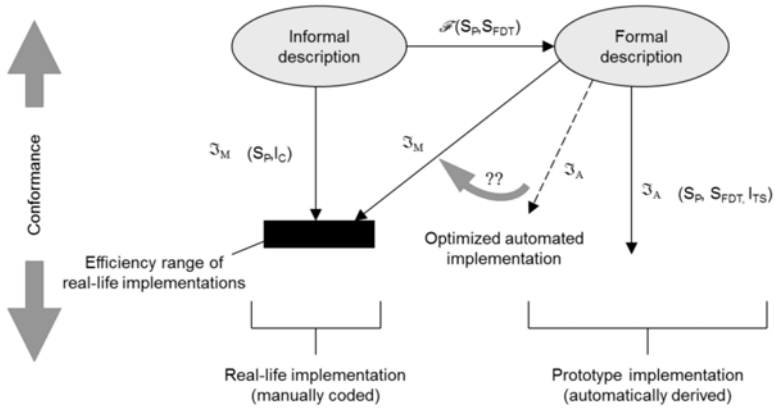 Informal
description
ℱ(S_P,S_FDT)
Formal
description
Conformance
ℑ_M (S_P,I_C)
ℑ_M
??
ℑ_A
ℑ_A (S_P, S_FDT, I_TS)
Optimized automated
implementation
Efficiency range of
real-life implementations
Real-life implementation
(manually coded)
Prototype implementation
(automatically derived)